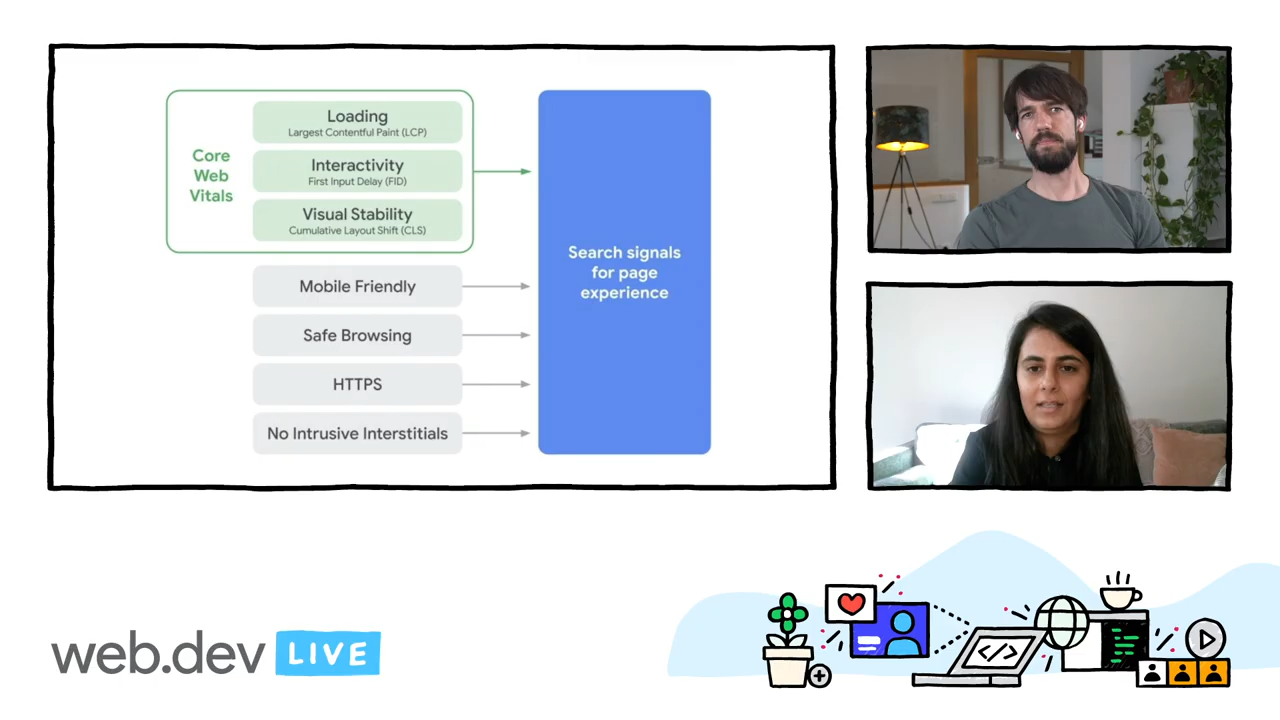 Core
Web
Vitals
Loading
Largest Contentful Paint (LCP)
Interactivity
First Input Delay (FID)
Visual Stability
Cumulative Layout Shift (CLS)
Mobile Friendly
Safe Browsing
HTTPS
No Intrusive Interstitials
Search signals
for page
experience
web.dev LIVE
</>